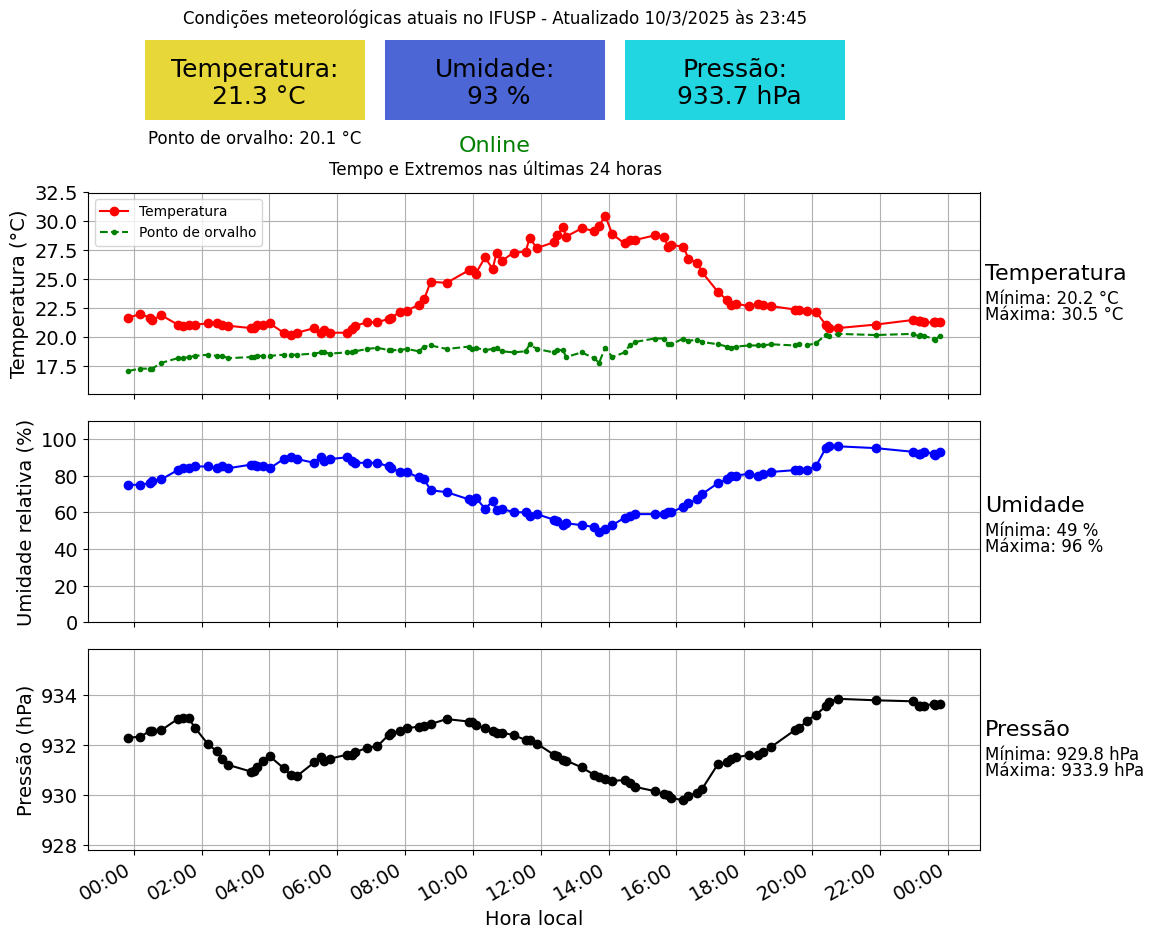 Condições meteorológicas atuais no IFUSP - Atualizado 10/3/2025 às 23:45
Temperatura:
21.3 °C
Umidade:
93 %
Pressão:
933.7 hPa
Ponto de orvalho: 20.1 °C
Online
Tempo e Extremos nas últimas 24 horas
Temperatura (°C)
32.5
30.0
27.5
25.0
22.5
20.0
17.5
Temperatura
Ponto de orvalho
Temperatura
Mínima: 20.2 °C
Máxima: 30.5 °C
Umidade relativa (%)
100
80
60
40
20
0
Umidade
Mínima: 49 %
Máxima: 96 %
Pressão (hPa)
934
932
930
928
Pressão
Mínima: 929.8 hPa
Máxima: 933.9 hPa
00:00 02:00 04:00 06:00 08:00 10:00 12:00 14:00 16:00 18:00 20:00 22:00 00:00
Hora local